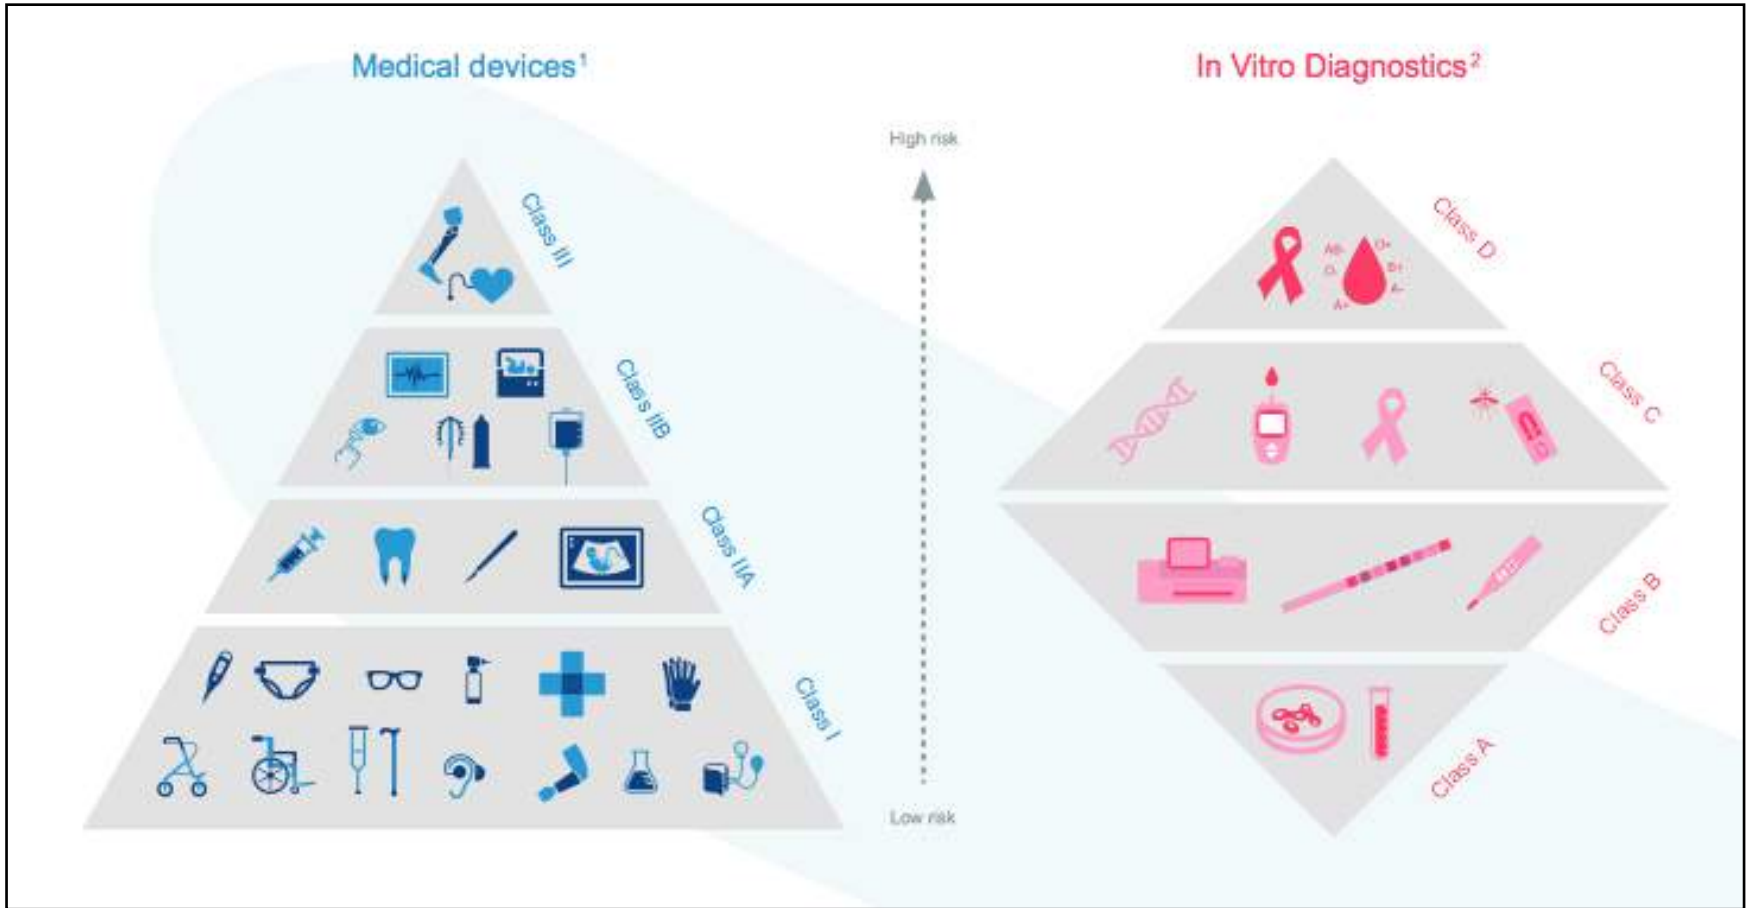 Medical devices¹
In Vitro Diagnostics²
High risk
Class III
Class IIB
Class IIA
Class I
Low risk
Class D
AB-
O+
O-
B+
A-
A+
Class C
Class B
Class A